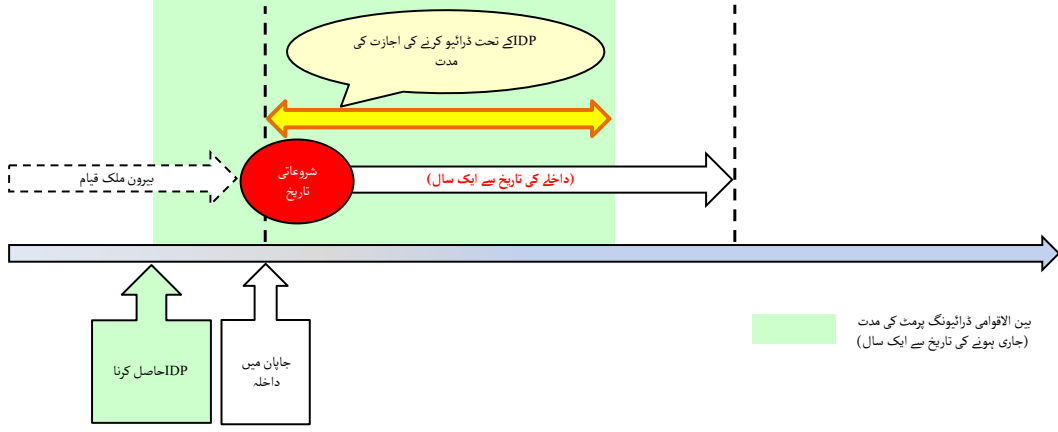 IDPکے تحت ڈرائیو کرنے کی اجازت کی
مدت
شروعاتی
تاریخ
(داخلے کی تاریخ سے ایک سال)
بیرون ملک قیام
IDPحاصل کرنا
جاپان میں
داخلہ
بین الاقوامی ڈرائیونگ پرمٹ کی مدت
(جاری ہونے کی تاریخ سے ایک سال)